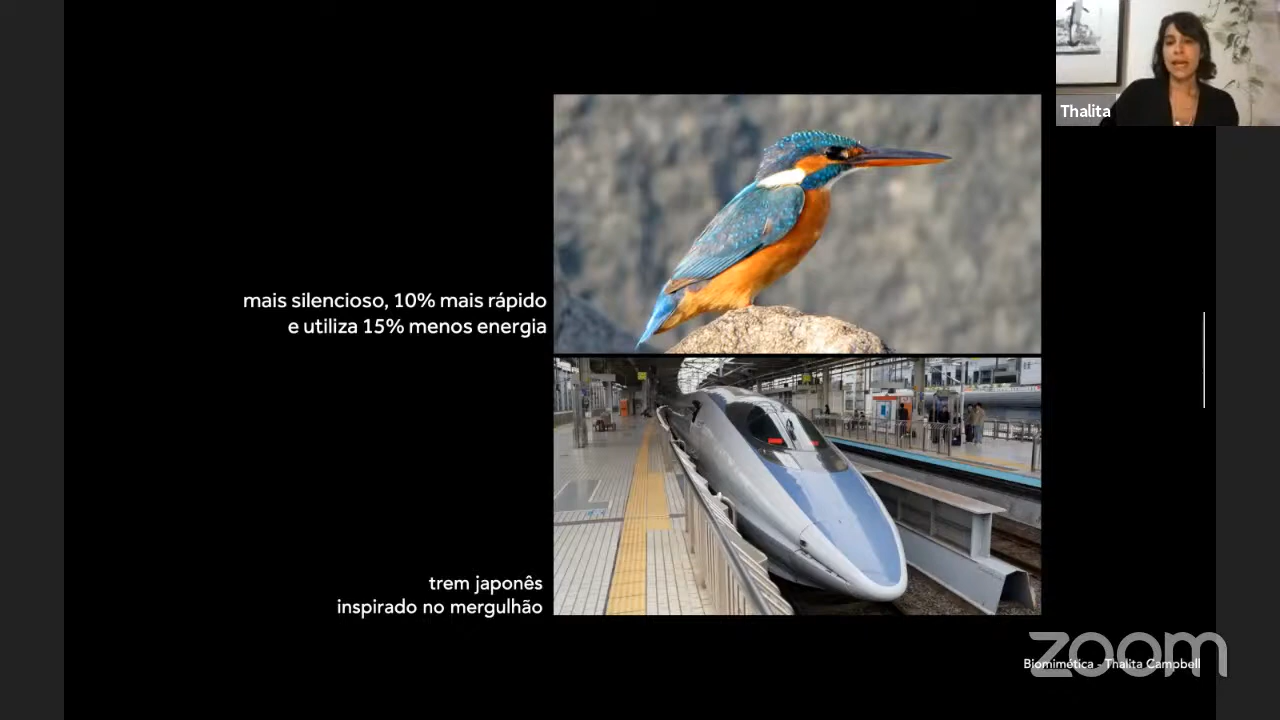 Thalita
mais silencioso, 10% mais rápido
e utiliza 15% menos energia
trem japonês
inspirado no mergulhão
zoom
Biomimética - Thalita Campbell